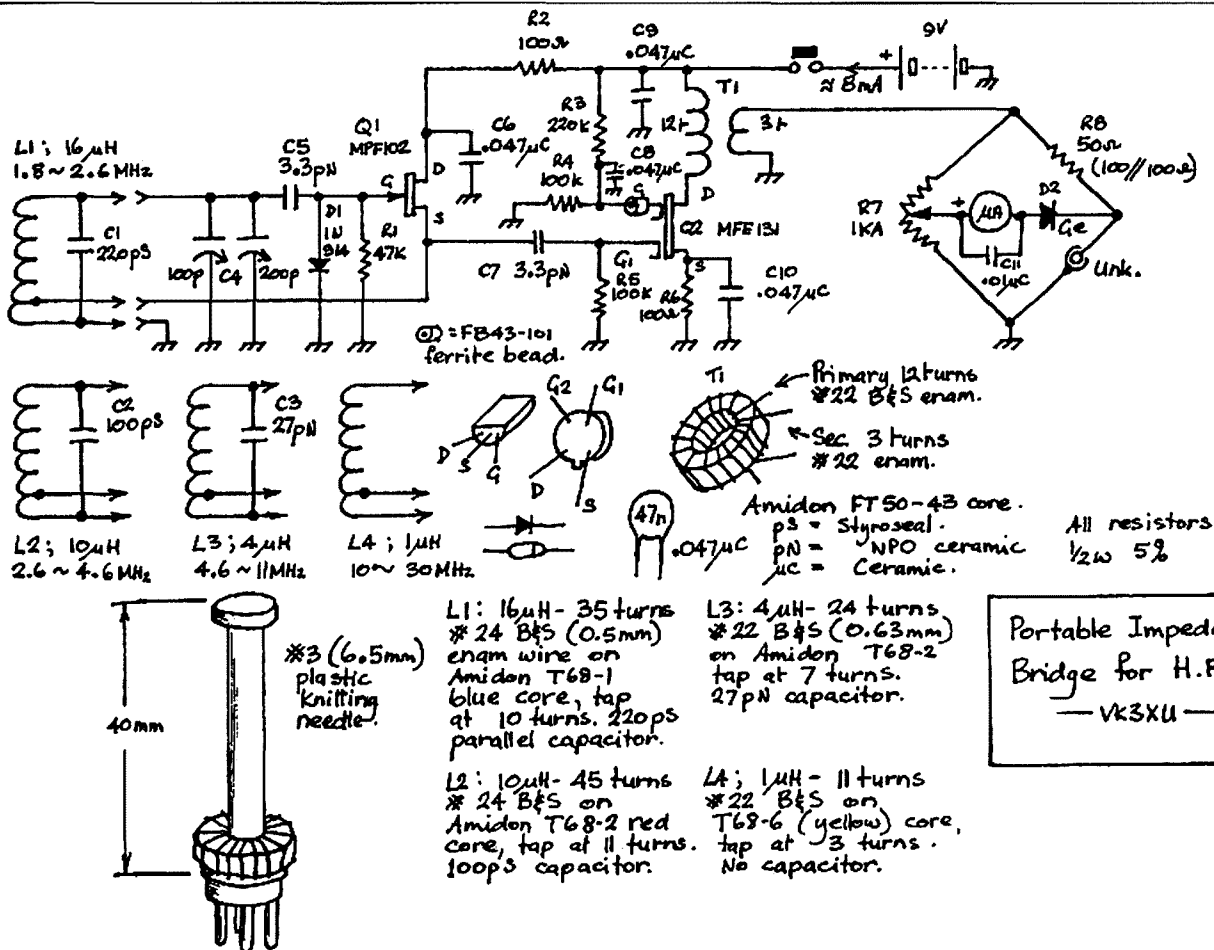 R2
100Ω
C9
.047μC
9V
+
≈8mA
T1
R3
220K
12t
3t
Q1
MPF102
C6
.047μC
R4
100K
C8
.047μC
R8
50Ω
(100//100Ω)
L1; 16μH
1.8~2.6MHz
C5
3.3pN
D
G
S
G
D
Q2 MFE131
G1
S
R7
1KA
+
μA
D2
Ge
C11
.01μC
Unk.
C1
220pS
100p
C4
200p
D1
1N
914
R1
47K
C7 3.3pN
R5
100K
R6
100Ω
C10
.047μC
=FB43-101
ferrite bead.
C2
100pS
C3
27pN
L2; 10μH
2.6~4.6MHz
L3; 4μH
4.6~11MHz
L4; 1μH
10~30MHz
D
S
G
G2
G1
D
S
T1
Primary 12turns
#22 B&S enam.
Sec. 3 turns
#22 enam.
47n
.047μC
Amidon FT50-43 core.
pS = Styroseal.
pN = NPO ceramic
μC = Ceramic.
All resistors
1/2w 5%
40mm
#3 (6.5mm)
plastic
knitting
needle.
L1: 16μH- 35 turns
#24 B&S (0.5mm)
enam wire on
Amidon T68-1
blue core, tap
at 10 turns. 220pS
parallel capacitor.
L2: 10μH- 45 turns
#24 B&S on
Amidon T68-2 red
core, tap at 11 turns.
100pS capacitor.
L3: 4μH- 24 turns
#22 B&S (0.63mm)
on Amidon T68-2
tap at 7 turns.
27pN capacitor.
L4; 1μH- 11 turns
#22 B&S on
T68-6 (yellow) core,
tap at 3 turns.
No capacitor.
Portable Imped
Bridge for H.F
— VK3XU —